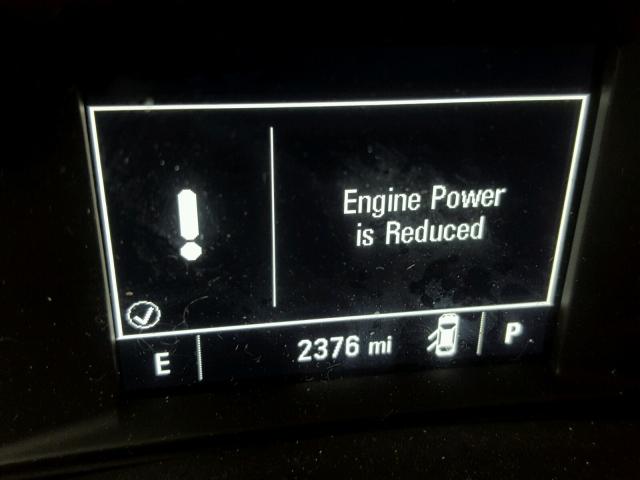 Engine Power
is Reduced
E 2376 mi P